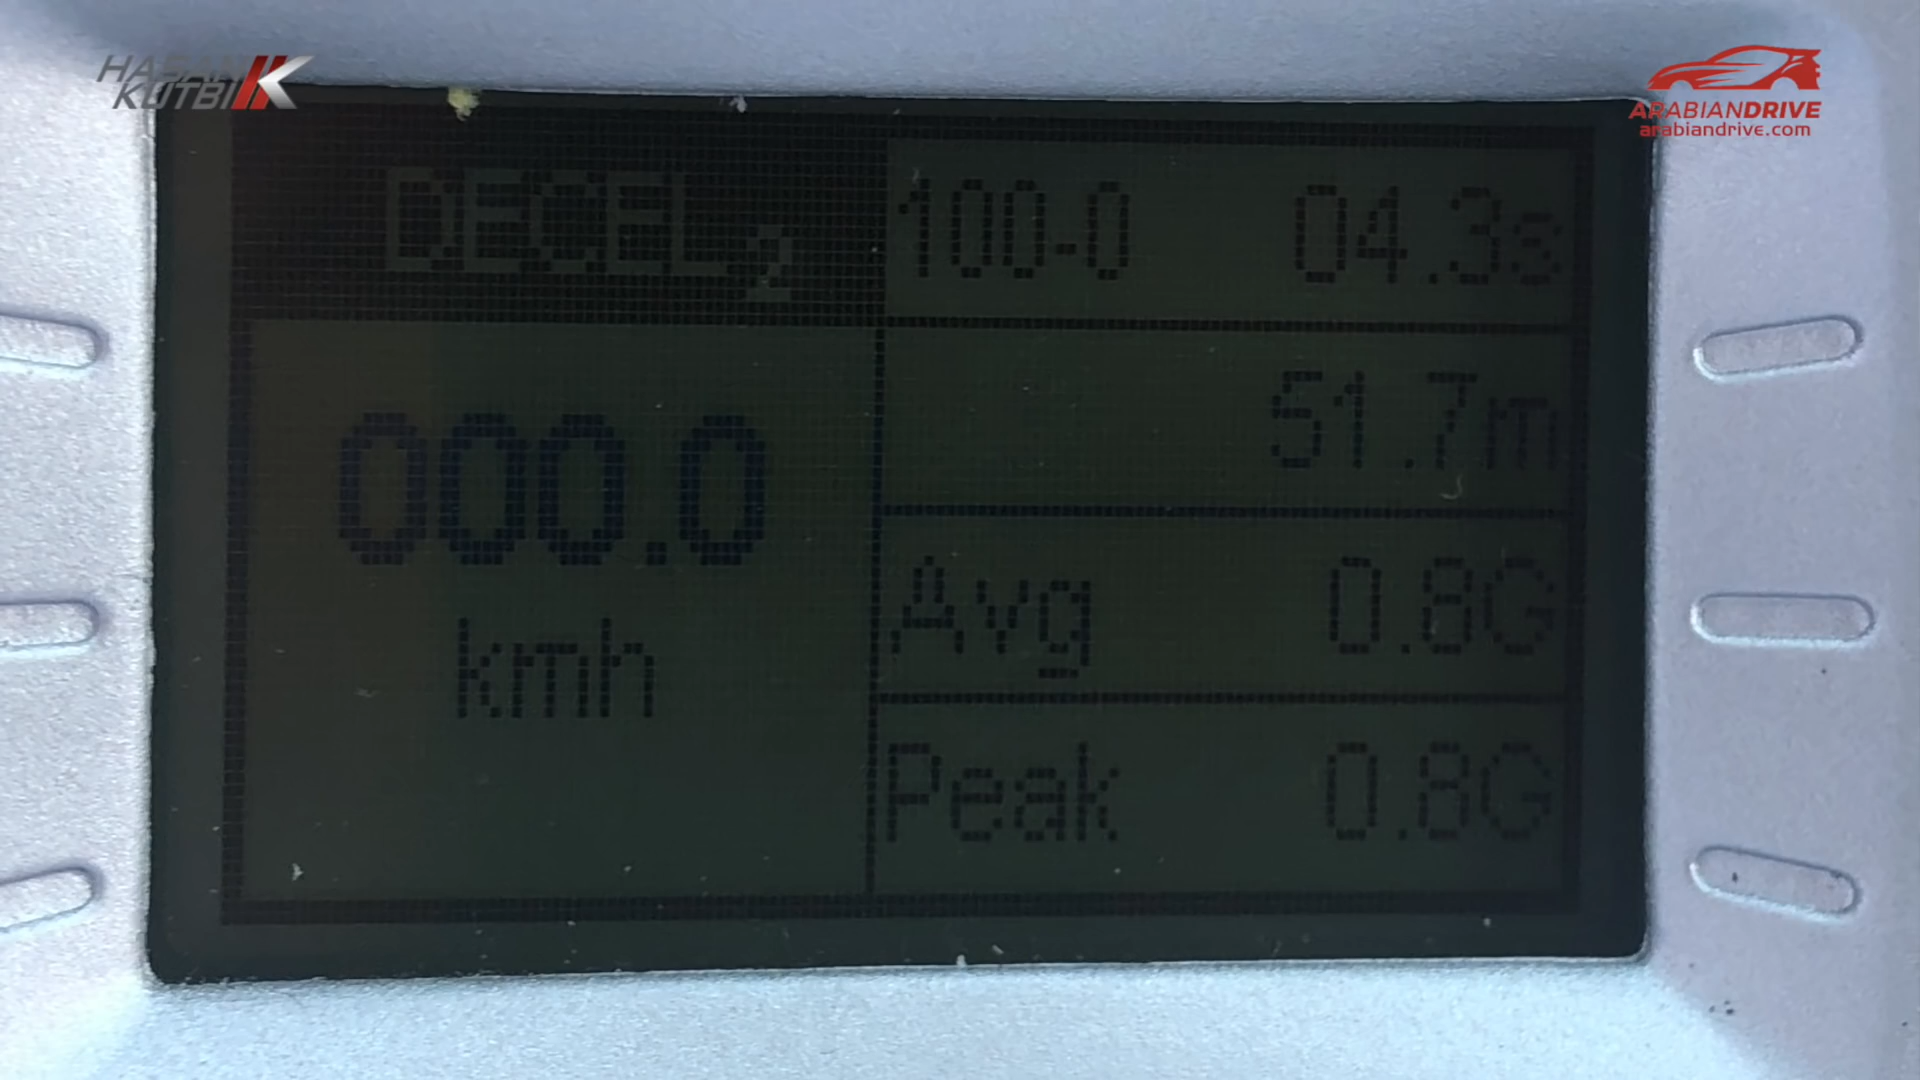 HASAN
KUTBI
ARABIANDRIVE
arabiandrive.com
DECEL 2
100-0 04.3s
51.7m
000.0
kmh
Avg 0.8G
Peak 0.8G